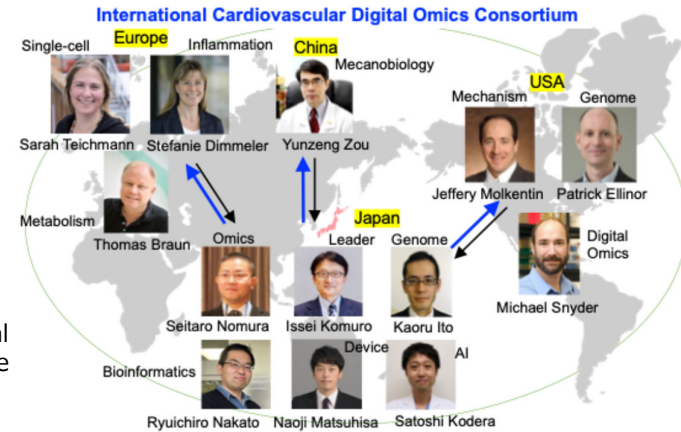 International Cardiovascular Digital Omics Consortium
Single-cell
Europe
Inflammation
China
Mecanobiology
USA
Mechanism
Genome
Sarah Teichmann
Stefanie Dimmeler
Yunzeng Zou
Jeffery Molkentin
Patrick Ellinor
Metabolism
Thomas Braun
Japan
Omics
Leader
Genome
Digital
Omics
Michael Snyder
Seitaro Nomura
Issei Komuro
Kaoru Ito
Bioinformatics
Device
AI
Ryuichiro Nakato
Naoji Matsuhisa
Satoshi Kodera